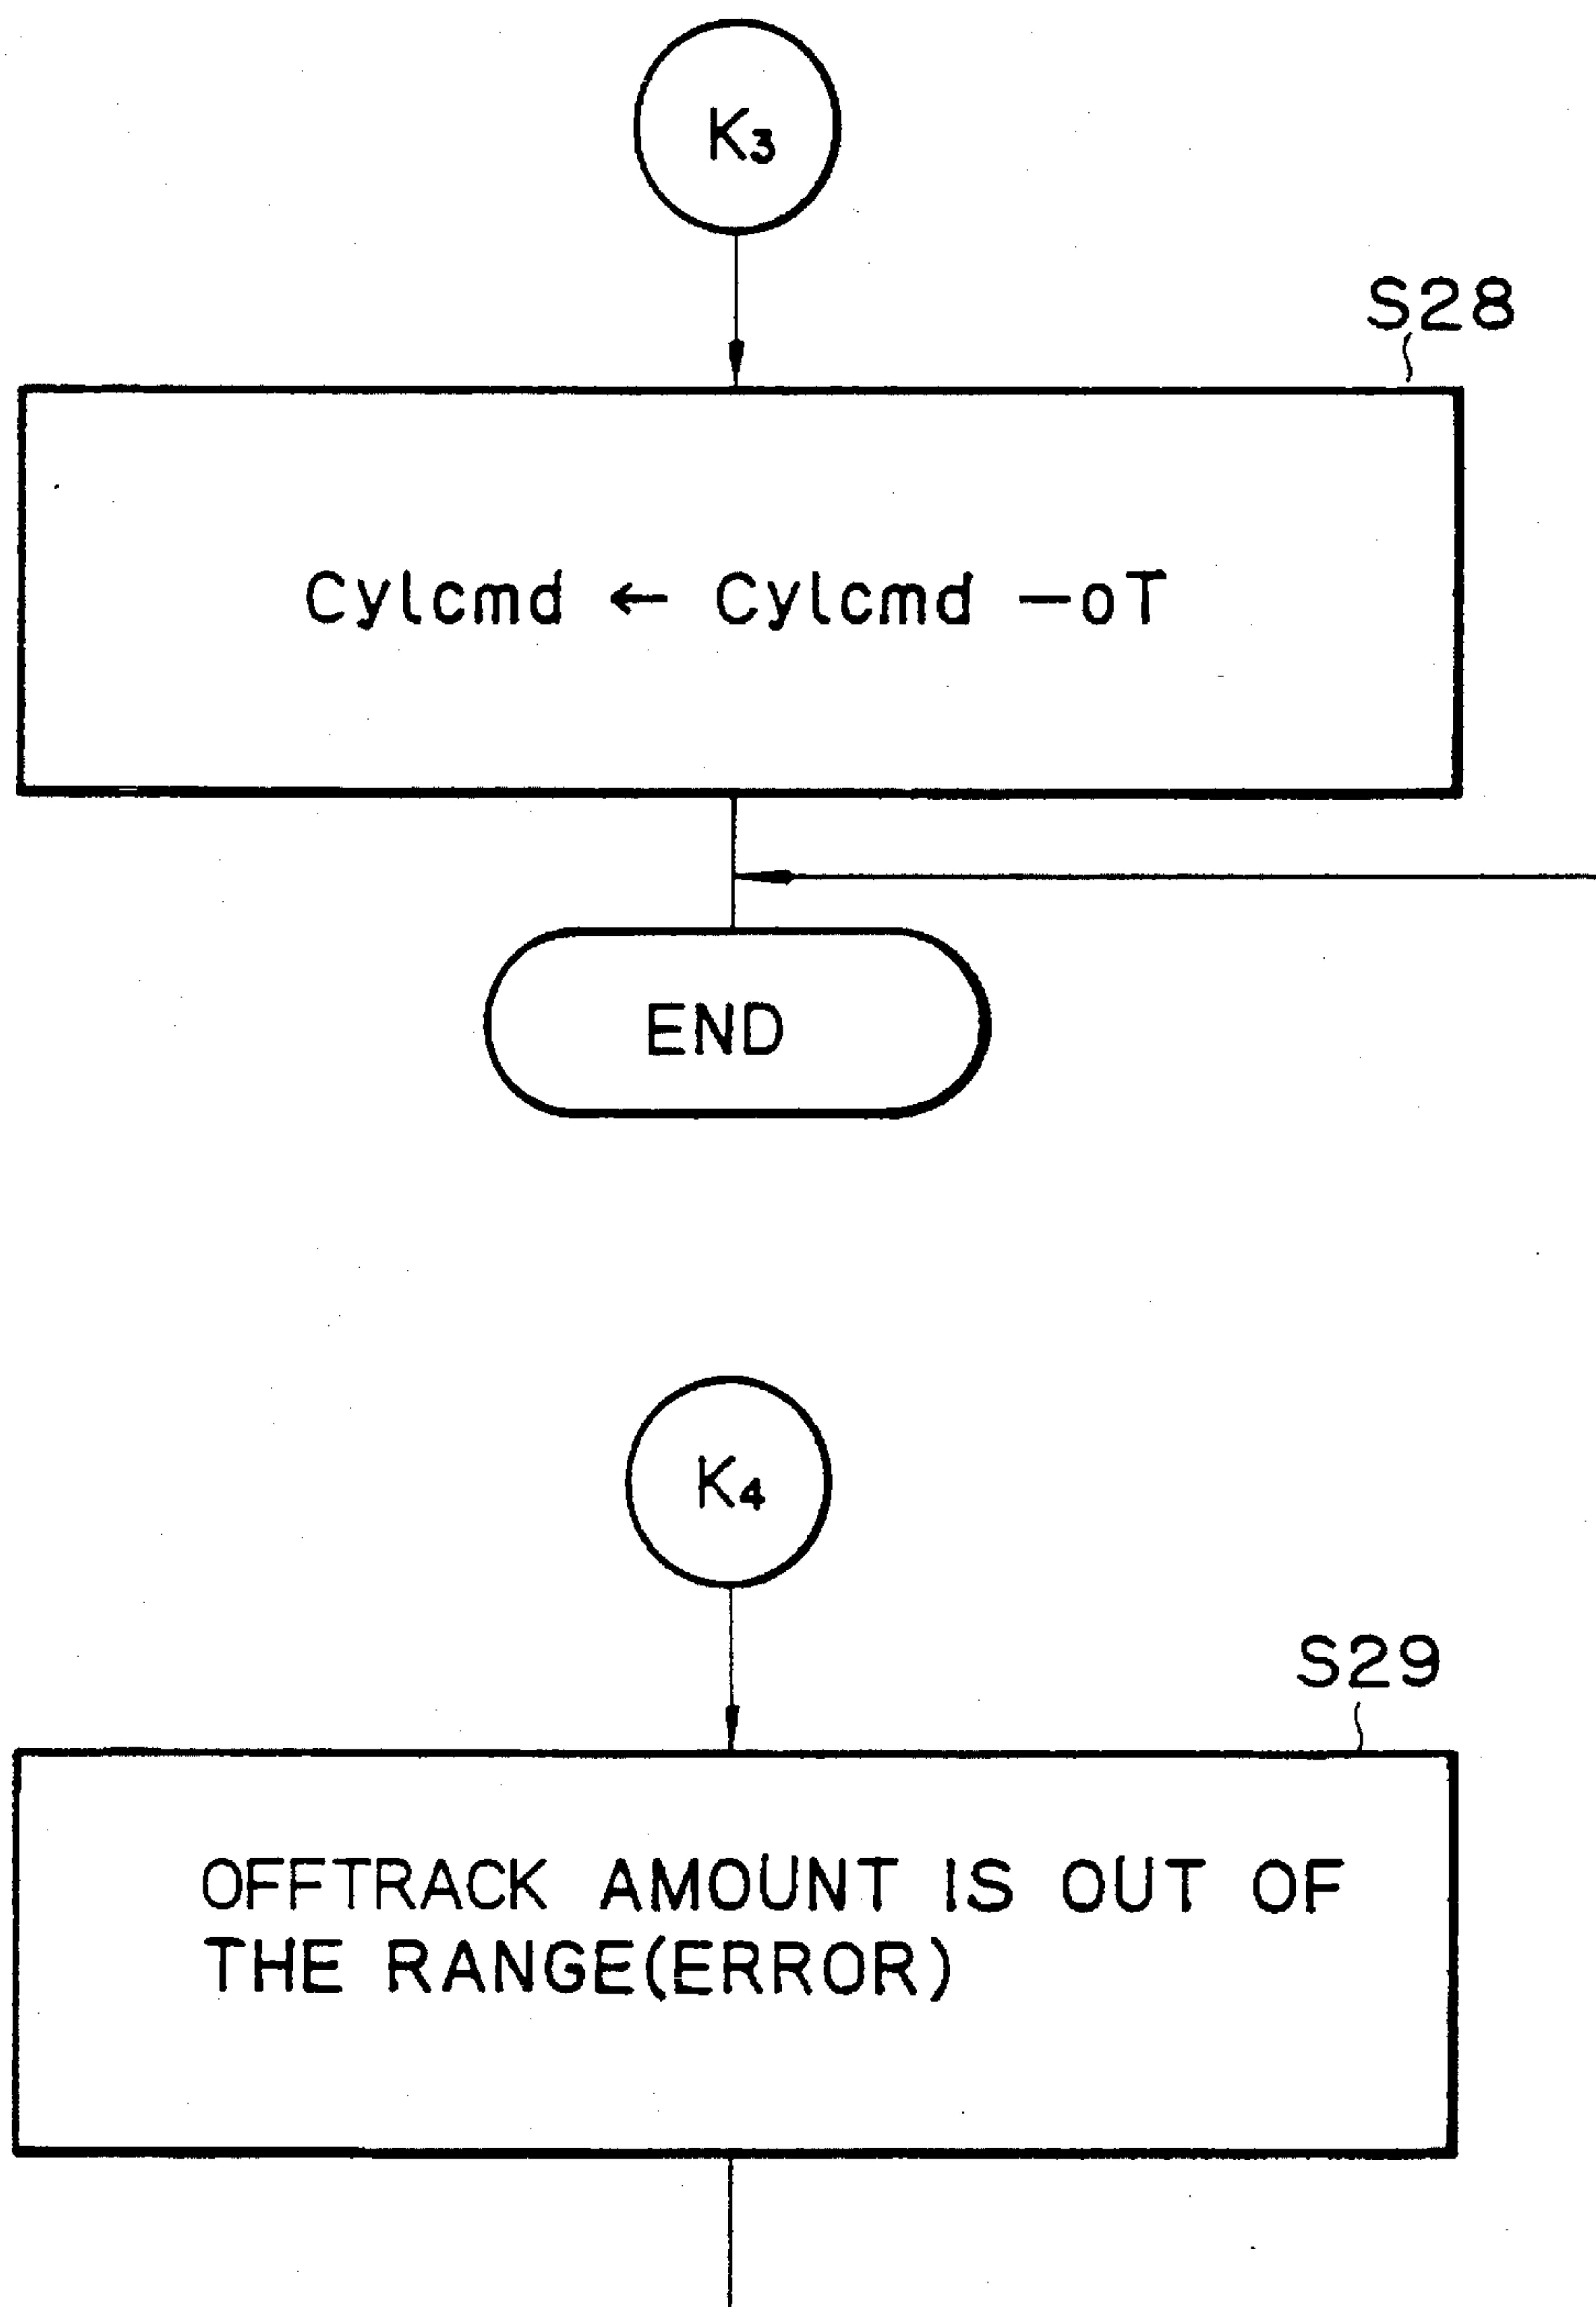 K₃
S28
Cylcmd ← Cylcmd −oT
END
K₄
S29
OFFTRACK AMOUNT IS OUT OF
THE RANGE(ERROR)